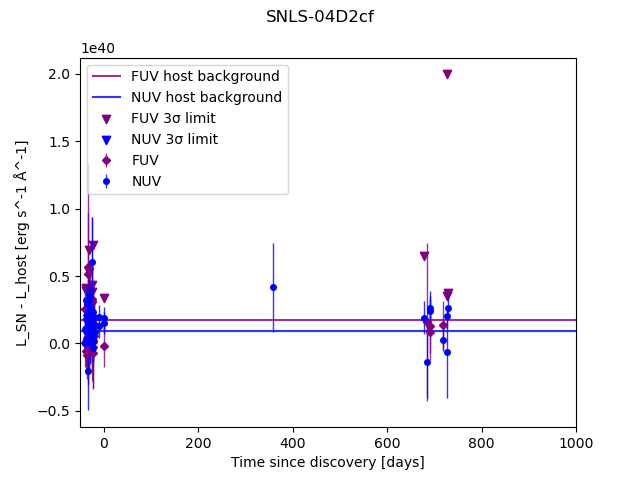 SNLS-04D2cf
1e40
FUV host background
NUV host background
FUV 3σ limit
NUV 3σ limit
FUV
NUV
2.0
1.5
1.0
0.5
0.0
−0.5
L_SN - L_host [erg s^-1 Å^-1]
0 200 400 600 800 1000
Time since discovery [days]